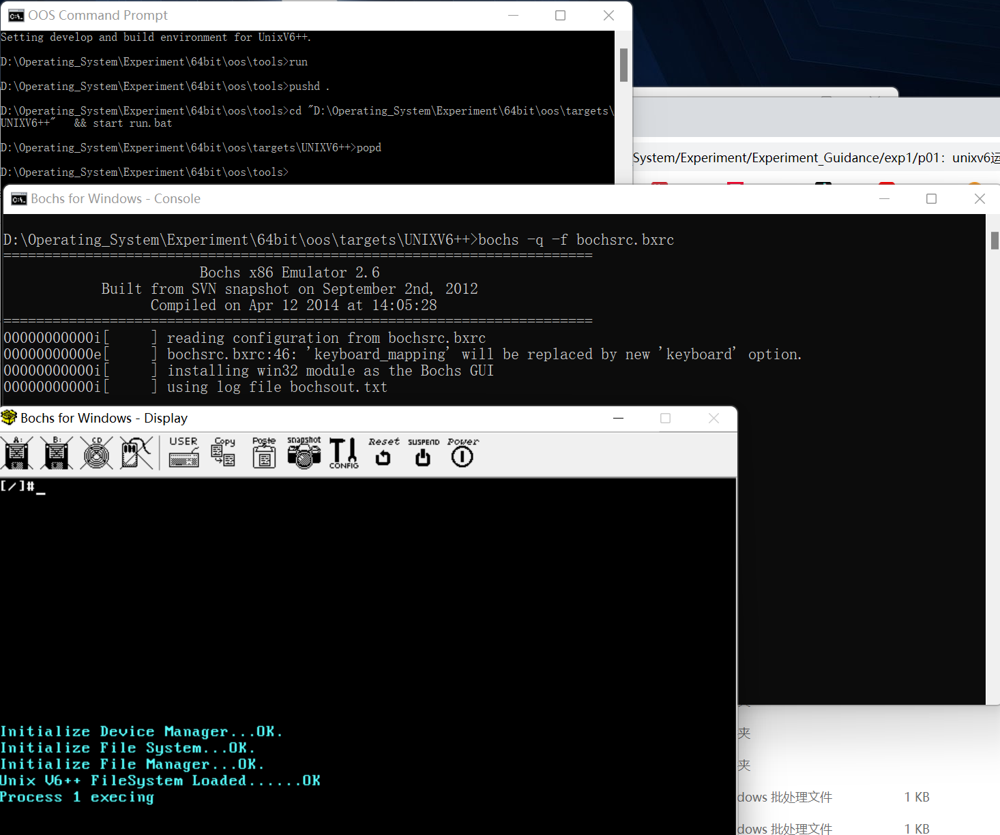 OOS Command Prompt
Setting develop and build environment for UnixV6++.
D:\Operating_System\Experiment\64bit\oos\tools>run
D:\Operating_System\Experiment\64bit\oos\tools>pushd .
D:\Operating_System\Experiment\64bit\oos\tools>cd "D:\Operating_System\Experiment\64bit\oos\targets\
UNIXV6++"   && start run.bat
D:\Operating_System\Experiment\64bit\oos\targets\UNIXV6++>popd
D:\Operating_System\Experiment\64bit\oos\tools>
System/Experiment/Experiment_Guidance/exp1/p01：unixv6运
Bochs for Windows - Console
D:\Operating_System\Experiment\64bit\oos\targets\UNIXV6++>bochs -q -f bochsrc.bxrc
========================================================================
Bochs x86 Emulator 2.6
Built from SVN snapshot on September 2nd, 2012
Compiled on Apr 12 2014 at 14:05:28
========================================================================
00000000000i[     ] reading configuration from bochsrc.bxrc
00000000000e[     ] bochsrc.bxrc:46: 'keyboard_mapping' will be replaced by new 'keyboard' option.
00000000000i[     ] installing win32 module as the Bochs GUI
00000000000i[     ] using log file bochsout.txt
Bochs for Windows - Display
A: B: CD USER Copy Paste snapshot CONFIG Reset SUSPEND Power
[/]#_
Initialize Device Manager...OK.
Initialize File System...OK.
Initialize File Manager...OK.
Unix V6++ FileSystem Loaded......OK
Process 1 execing
夹
夹
dows 批处理文件 1 KB
dows 批处理文件 1 KB